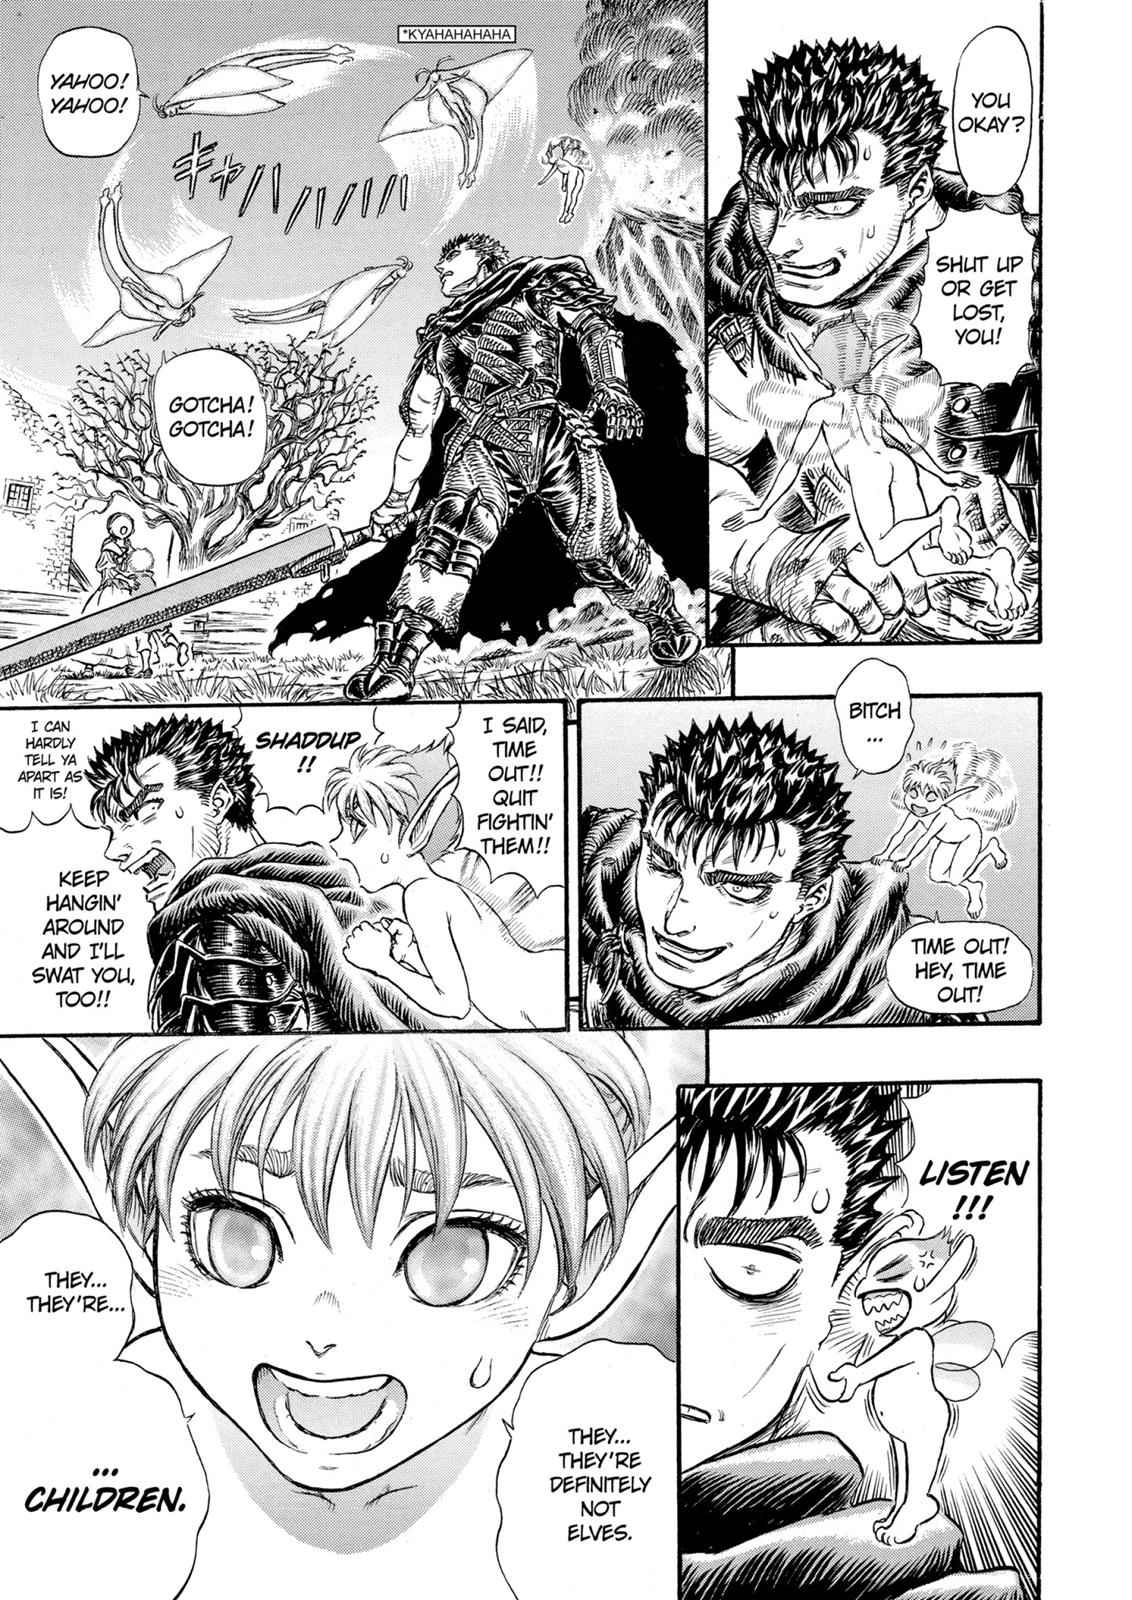 YOU
OKAY?
SHUT UP
OR GET
LOST,
YOU!
*KYAHAHAHAHA
YAHOO!
YAHOO!
キャハハハハハ
GOTCHA!
GOTCHA!
BITCH
...
TIME OUT!
HEY, TIME
OUT!
I SAID,
TIME
OUT!!
QUIT
FIGHTIN'
THEM!!
SHADDUP
!!
I CAN
HARDLY
TELL YA
APART AS
IT IS!
KEEP
HANGIN'
AROUND
AND I'LL
SWAT YOU,
TOO!!
LISTEN
!!!
THEY...
THEY'RE
DEFINITELY
NOT
ELVES.
THEY...
THEY'RE...
...
CHILDREN.